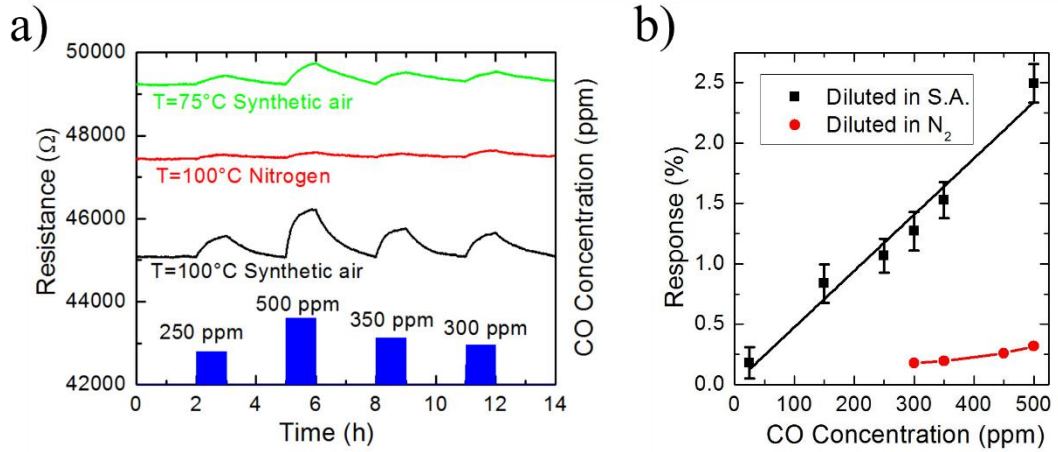 a)
50000
48000
46000
44000
42000
Resistance (Ω)
T=75°C Synthetic air
T=100°C Nitrogen
T=100°C Synthetic air
250 ppm
500 ppm
350 ppm
300 ppm
0 2 4 6 8 10 12 14
Time (h)
CO Concentration (ppm)
b)
2.5
2.0
1.5
1.0
0.5
0.0
Response (%)
Diluted in S.A.
Diluted in N₂
0 100 200 300 400 500
CO Concentration (ppm)